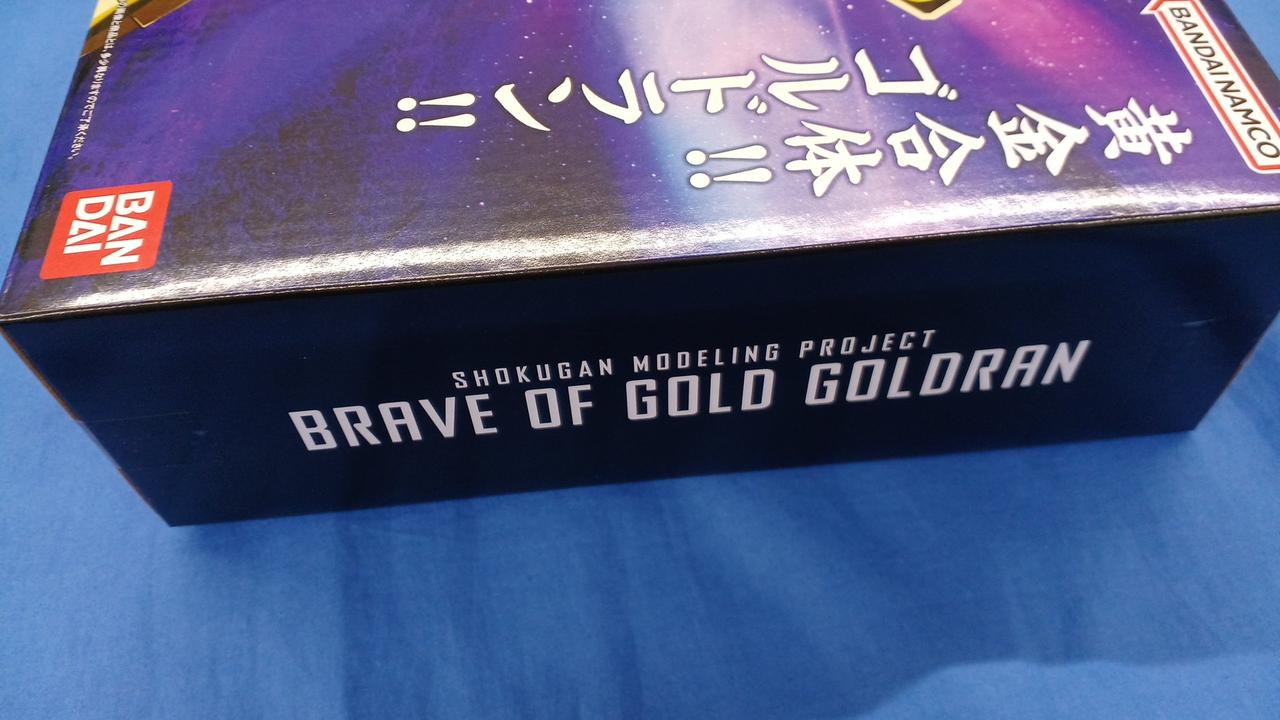 BANDAI NAMCO
黄金合体!!
ゴルドラン!!
BAN
DAI
SHOKUGAN MODELING PROJECT
BRAVE OF GOLD GOLDRAN